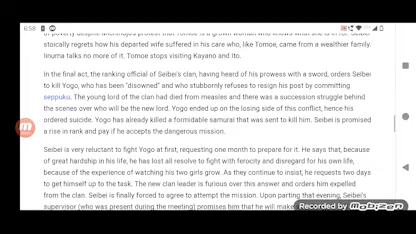 6:58
58%
in poverty despite Michinojo's protest that Tomoe is a grown woman who knows what she is in for. Seibei
stoically regrets how his departed wife suffered in his care who, like Tomoe, came from a wealthier family.
Iinuma talks no more of it. Tomoe stops visiting Kayano and Ito.
In the final act, the ranking official of Seibei's clan, having heard of his prowess with a sword, orders Seibei
to kill Yogo, who has been "disowned" and who stubbornly refuses to resign his post by committing
seppuku. The young lord of the clan had died from measles and there was a succession struggle behind
the scenes over who will be the new lord. Yogo ended up on the losing side of this conflict, hence his
ordered suicide. Yogo has already killed a formidable samurai that was sent to kill him. Seibei is promised
a rise in rank and pay if he accepts the dangerous mission.
Seibei is very reluctant to fight Yogo at first, requesting one month to prepare for it. He says that, because
of great hardship in his life, he has lost all resolve to fight with ferocity and disregard for his own life,
because of the experience of watching his two girls grow. As they continue to insist, he requests two days
to get himself up to the task. The new clan leader is furious over this answer and orders him expelled
from the clan. Seibei is finally forced to agree to attempt the mission. Upon parting that evening, Seibei's
supervisor (who was present during the meeting) promises him that he will make
Recorded by Mobizen